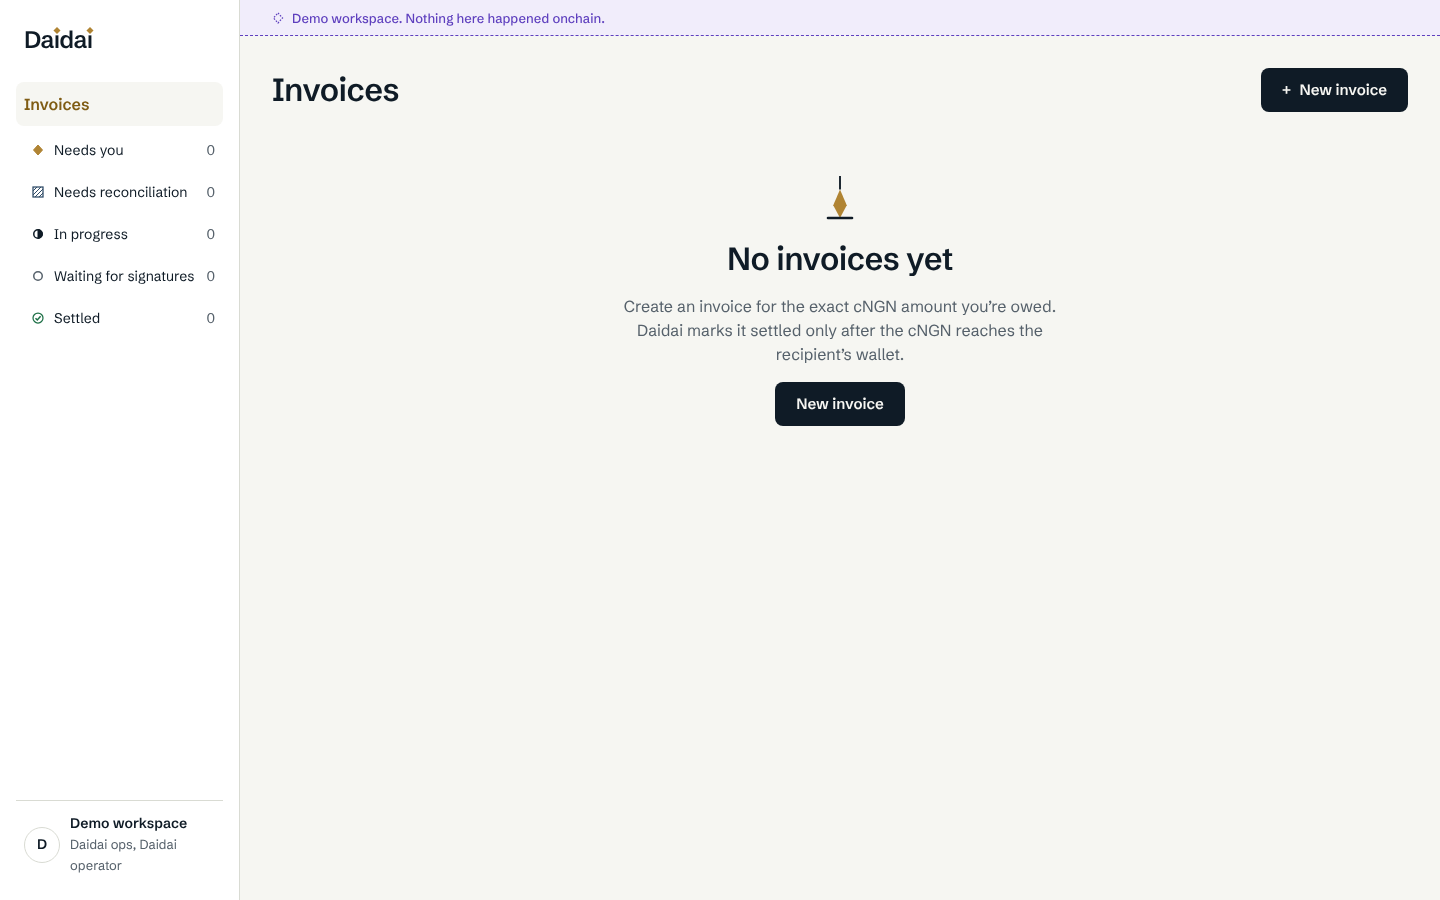 Daidai
Invoices
Needs you 0
Needs reconciliation 0
In progress 0
Waiting for signatures 0
Settled 0
D
Demo workspace
Daidai ops, Daidai
operator
Demo workspace. Nothing here happened onchain.
Invoices
+ New invoice
No invoices yet
Create an invoice for the exact cNGN amount you’re owed.
Daidai marks it settled only after the cNGN reaches the
recipient’s wallet.
New invoice